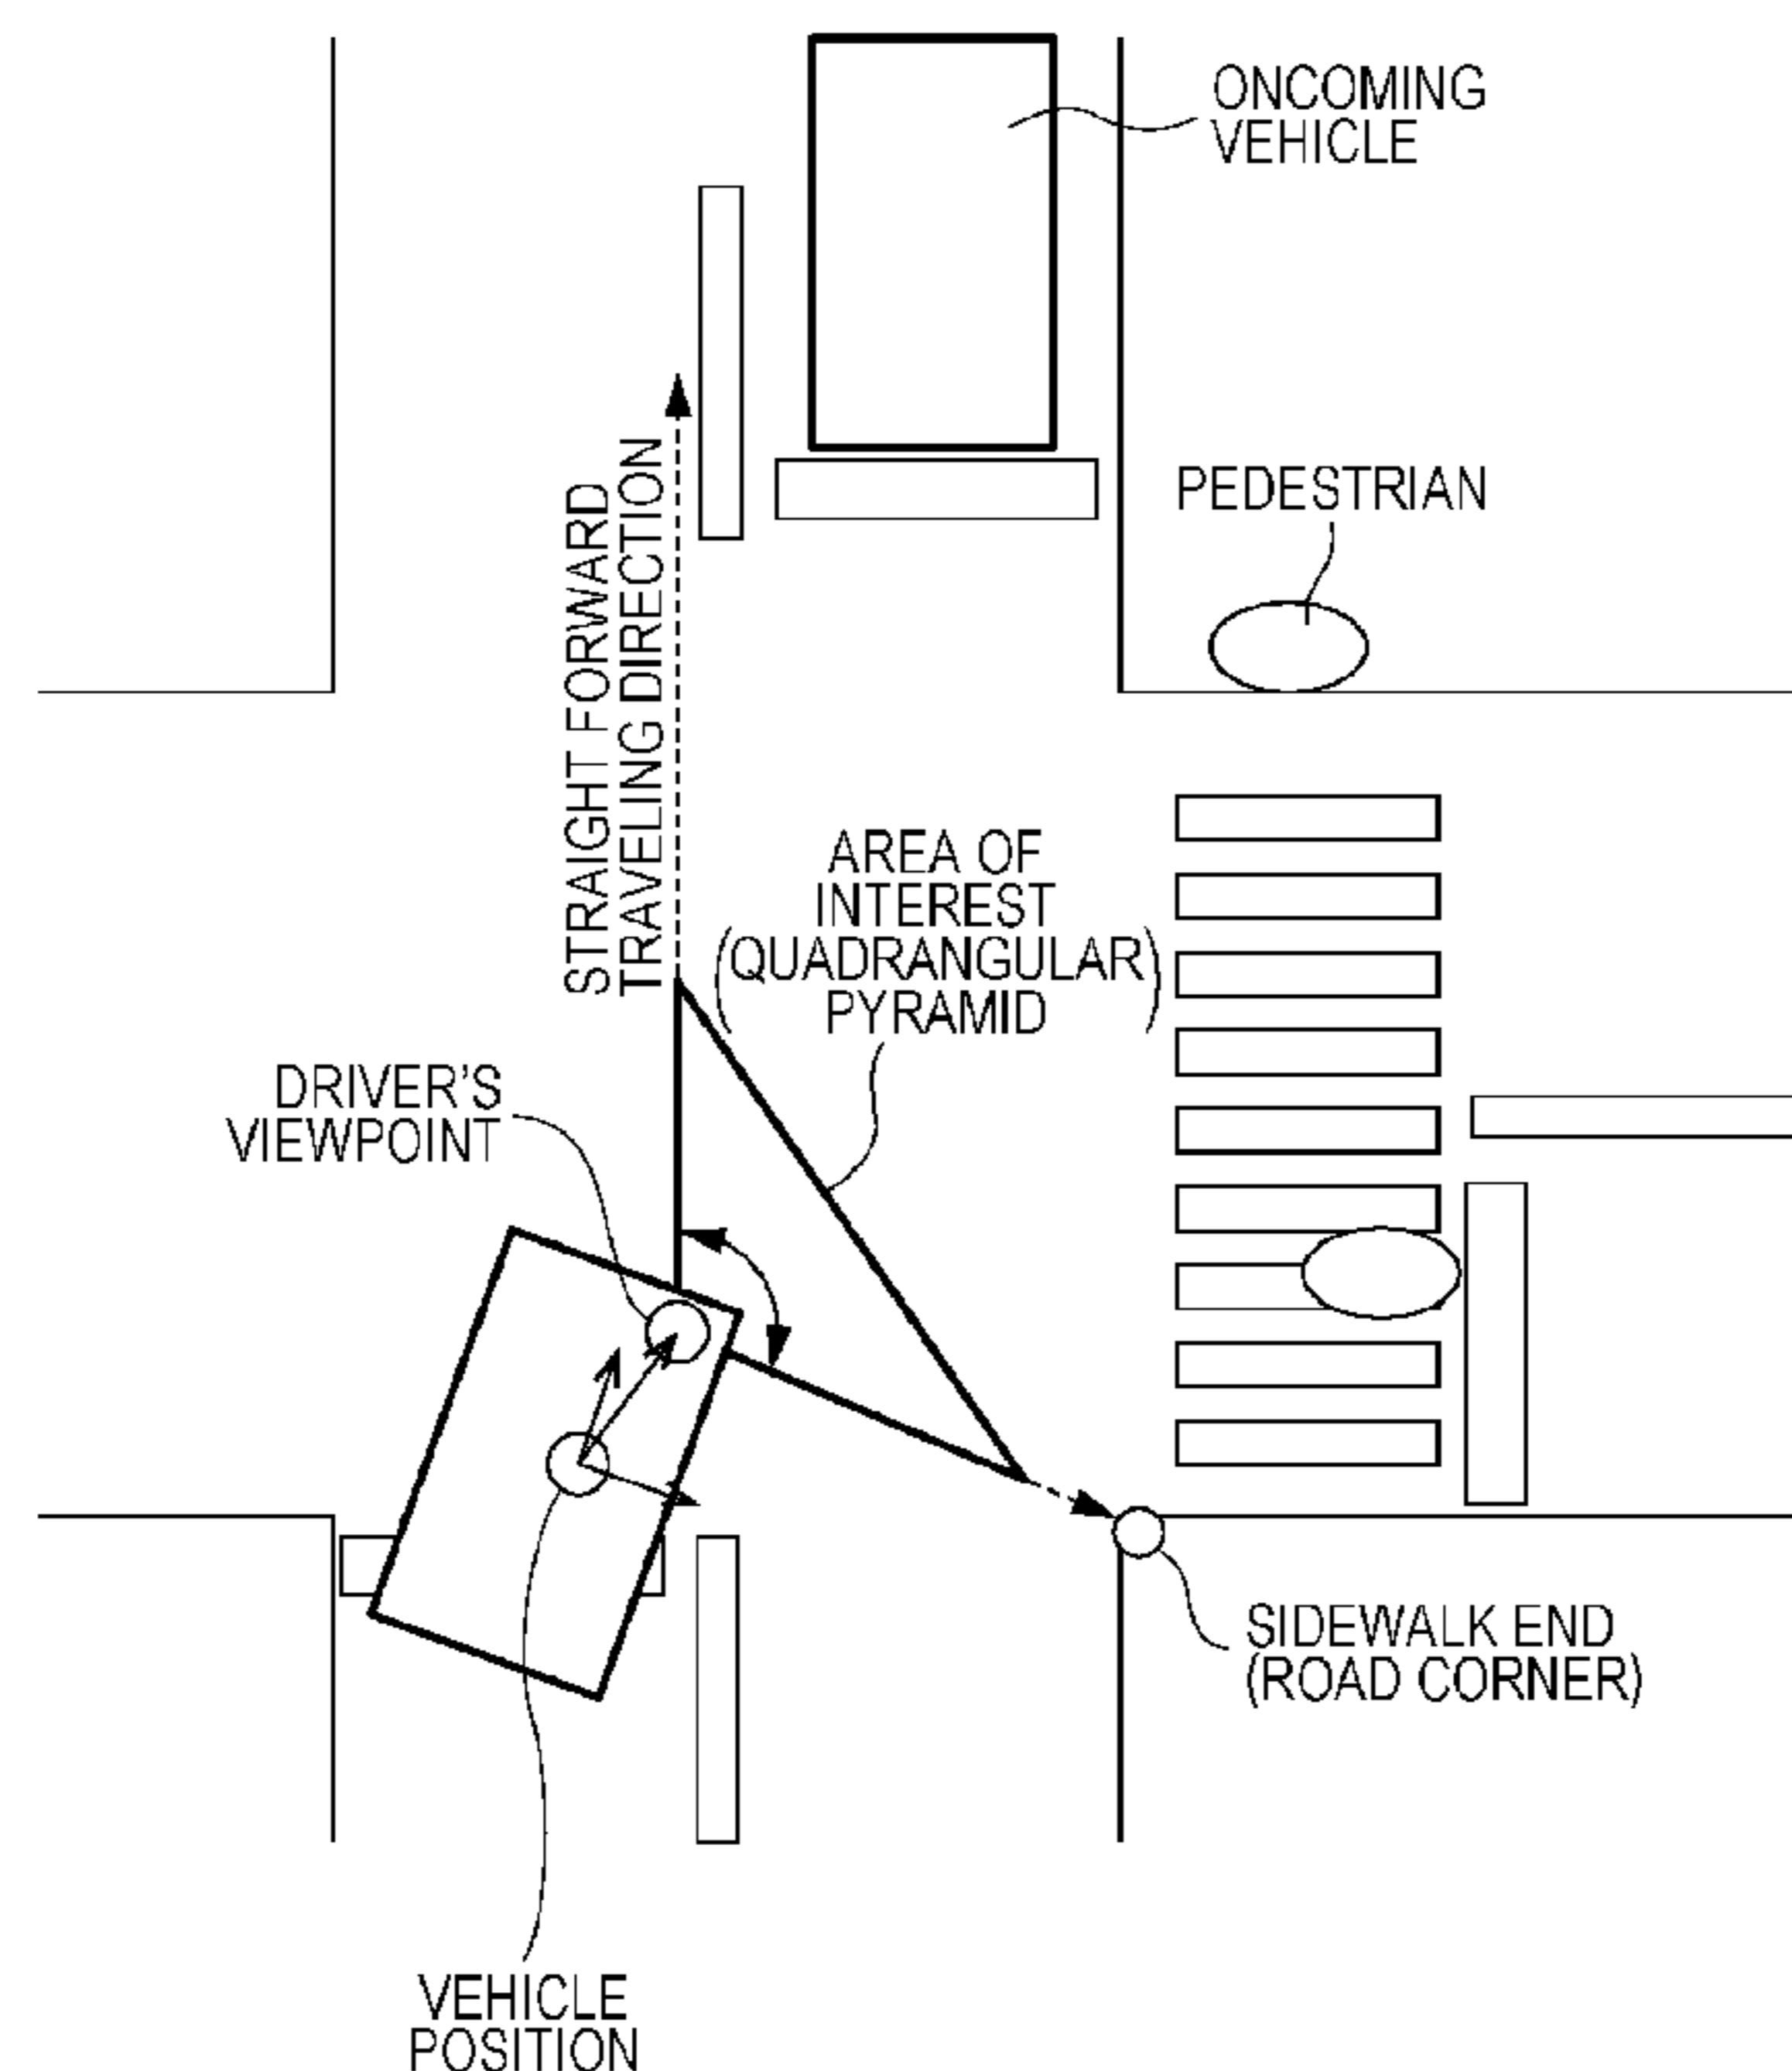 ONCOMING
VEHICLE
PEDESTRIAN
STRAIGHT FORWARD
TRAVELING DIRECTION
AREA OF
INTEREST
(QUADRANGULAR
PYRAMID)
DRIVER'S
VIEWPOINT
SIDEWALK END
(ROAD CORNER)
VEHICLE
POSITION